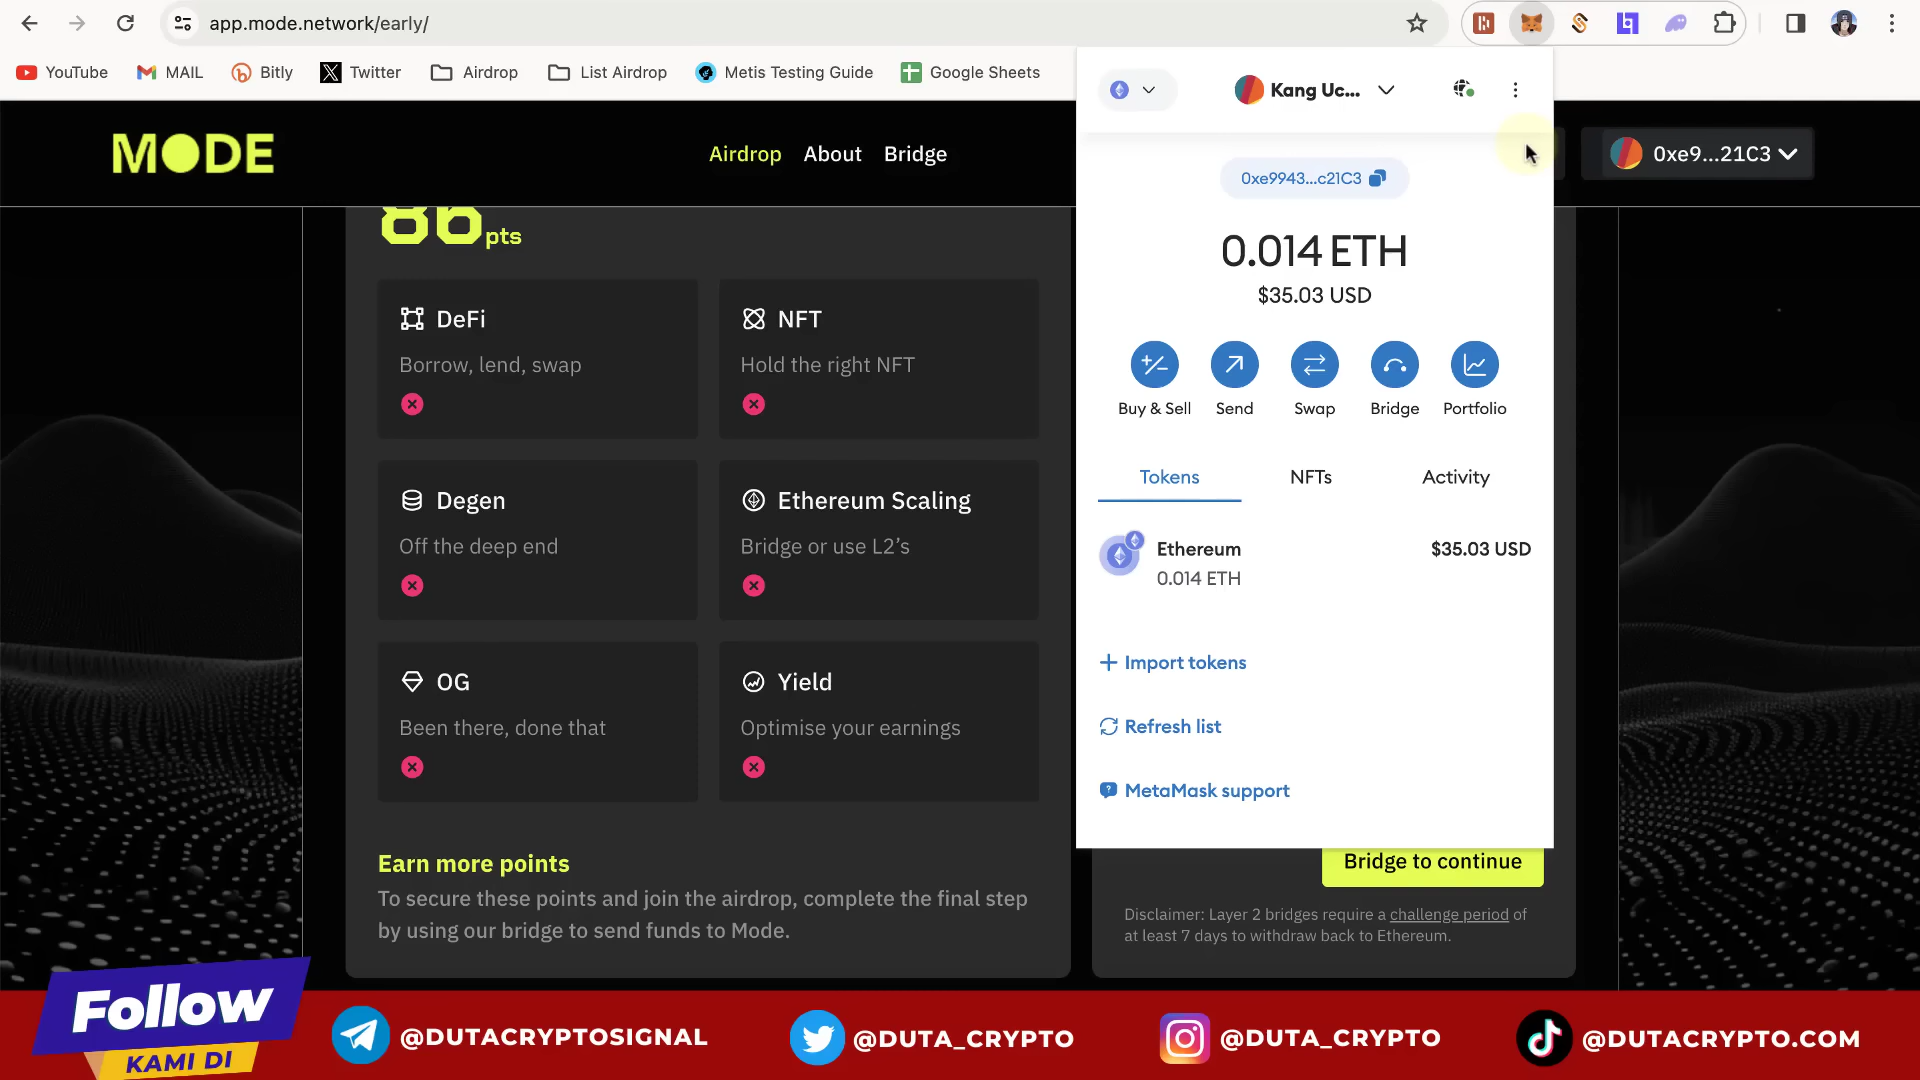 app.mode.network/early/
YouTube
MAIL
Bitly
Twitter
Airdrop
List Airdrop
Metis Testing Guide
Google Sheets
MODE
Airdrop
About
Bridge
0xe9...21C3
86pts
DeFi
Borrow, lend, swap
NFT
Hold the right NFT
Degen
Off the deep end
Ethereum Scaling
Bridge or use L2’s
OG
Been there, done that
Yield
Optimise your earnings
Earn more points
To secure these points and join the airdrop, complete the final step
by using our bridge to send funds to Mode.
Kang Uc...
0xe9943...c21C3
0.014 ETH
$35.03 USD
Buy & Sell
Send
Swap
Bridge
Portfolio
Tokens
NFTs
Activity
Ethereum
$35.03 USD
0.014 ETH
Import tokens
Refresh list
MetaMask support
Bridge to continue
Disclaimer: Layer 2 bridges require a challenge period of
at least 7 days to withdraw back to Ethereum.
Follow
KAMI DI
@DUTACRYPTOSIGNAL
@DUTA_CRYPTO
@DUTA_CRYPTO
@DUTACRYPTO.COM